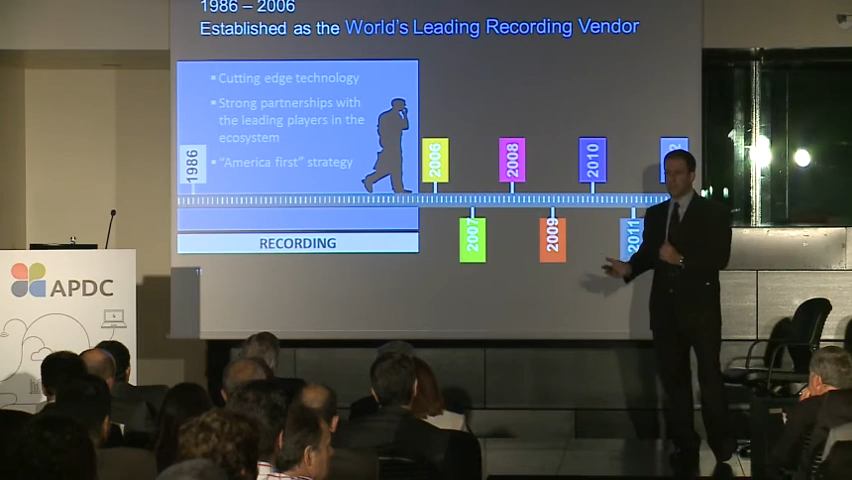 1986 – 2006
Established as the World's Leading Recording Vendor
▪ Cutting edge technology
▪ Strong partnerships with
the leading players in the
ecosystem
▪ "America first" strategy
1986
2006
2007
2008
2009
2010
2011
2
RECORDING
APDC